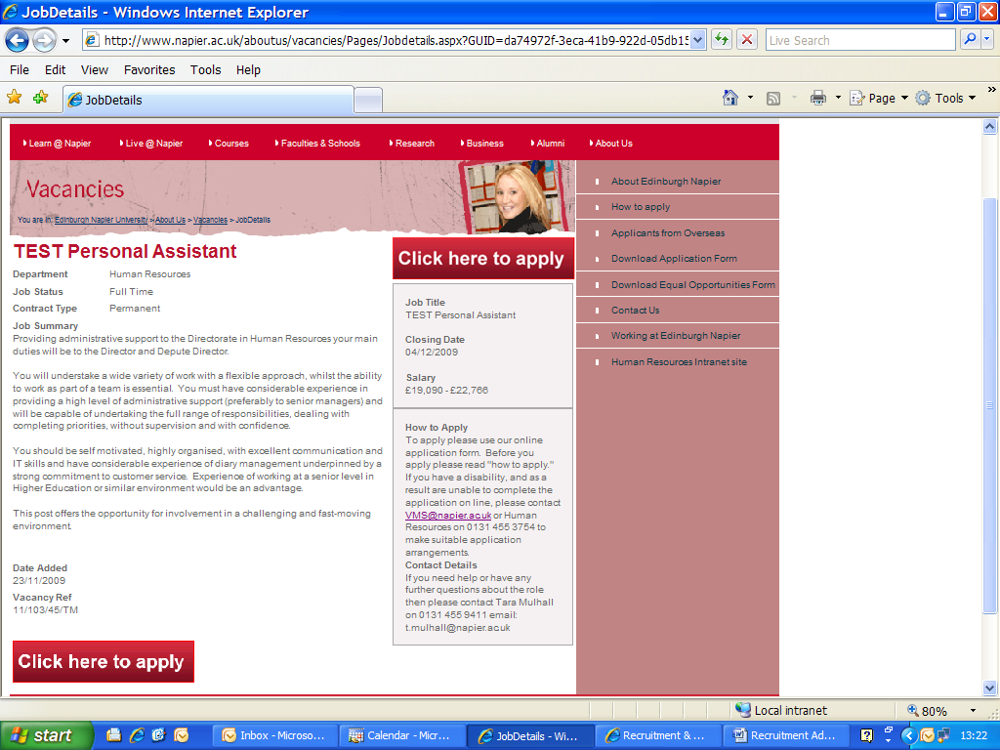 JobDetails - Windows Internet Explorer
http://www.napier.ac.uk/aboutus/vacancies/Pages/Jobdetails.aspx?GUID=da74972f-3eca-41b9-922d-05db15
Live Search
File Edit View Favorites Tools Help
JobDetails
Page Tools
Learn @ Napier Live @ Napier Courses Faculties & Schools Research Business Alumni About Us
Vacancies
You are in: Edinburgh Napier University > About Us > Vacancies > JobDetails
TEST Personal Assistant
Department Human Resources
Job Status Full Time
Contract Type Permanent
Job Summary
Providing administrative support to the Directorate in Human Resources your main
duties will be to the Director and Depute Director.
You will understake a wide variety of work with a flexible approach, whilst the ability
to work as part of a team is essential. You must have considerable experience in
providing a high level of administrative support (preferably to senior managers) and
will be capable of undertaking the full range of responsibilities, dealing with
completing priorities, without supervision and with confidence.
You should be self motivated, highly organised, with excellent communication and
IT skills and have considerable experience of diary management underpinned by a
strong commitment to customer service. Experience of working at a senior level in
Higher Education or similar environment would be an advantage.
This post offers the opportunity for involvement in a challenging and fast-moving
environment.
Date Added
23/11/2009
Vacancy Ref
11/103/45/TM
Click here to apply
Click here to apply
Job Title
TEST Personal Assistant
Closing Date
04/12/2009
Salary
£19,090 - £22,766
How to Apply
To apply please use our online
application form. Before you
apply please read "how to apply."
If you have a disability, and as a
result are unable to complete the
application on line, please contact
VMS@napier.ac.uk or Human
Resources on 0131 455 3754 to
make suitable application
arrangements.
Contact Details
If you need help or have any
further questions about the role
then please contact Tara Mulhall
on 0131 455 9411 email:
t.mulhall@napier.ac.uk
About Edinburgh Napier
How to apply
Applicants from Overseas
Download Application Form
Download Equal Opportunities Form
Contact Us
Working at Edinburgh Napier
Human Resources Intranet site
Local intranet
80%
start
Inbox - Microso...
Calendar - Micr...
JobDetails - Wi...
Recruitment & ...
Recruitment Ad...
13:22